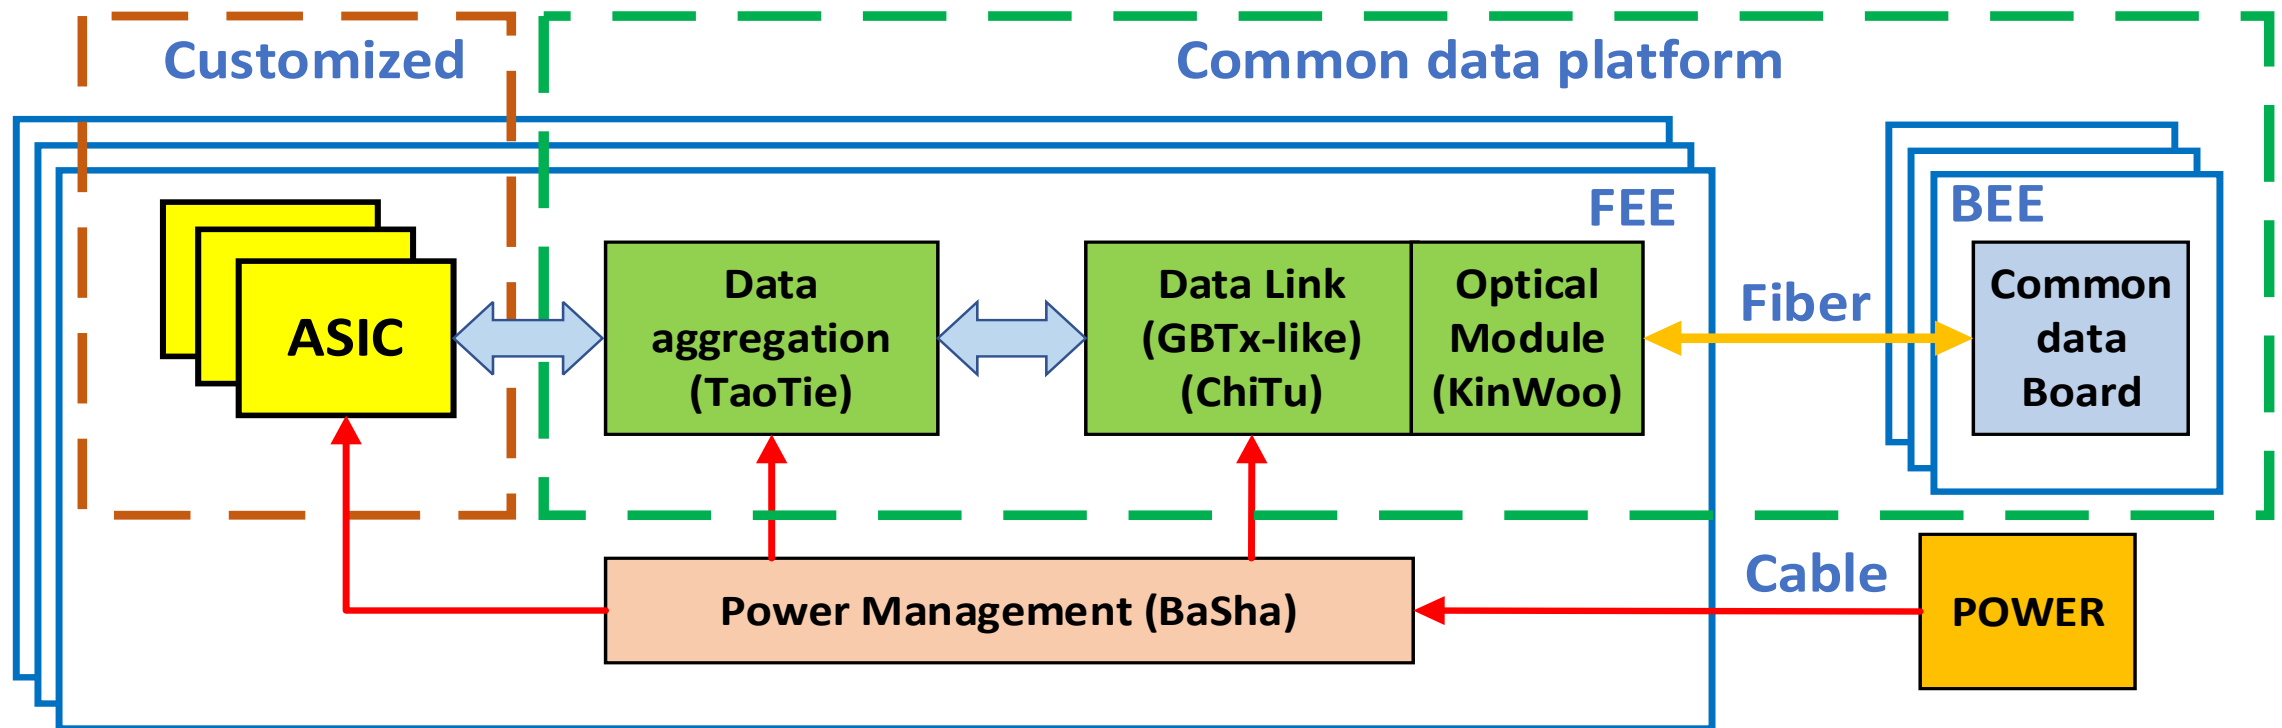 Customized
Common data platform
FEE
BEE
ASIC
Data
aggregation
(TaoTie)
Data Link
(GBTx-like)
(ChiTu)
Optical
Module
(KinWoo)
Fiber
Common
data
Board
Power Management (BaSha)
Cable
POWER